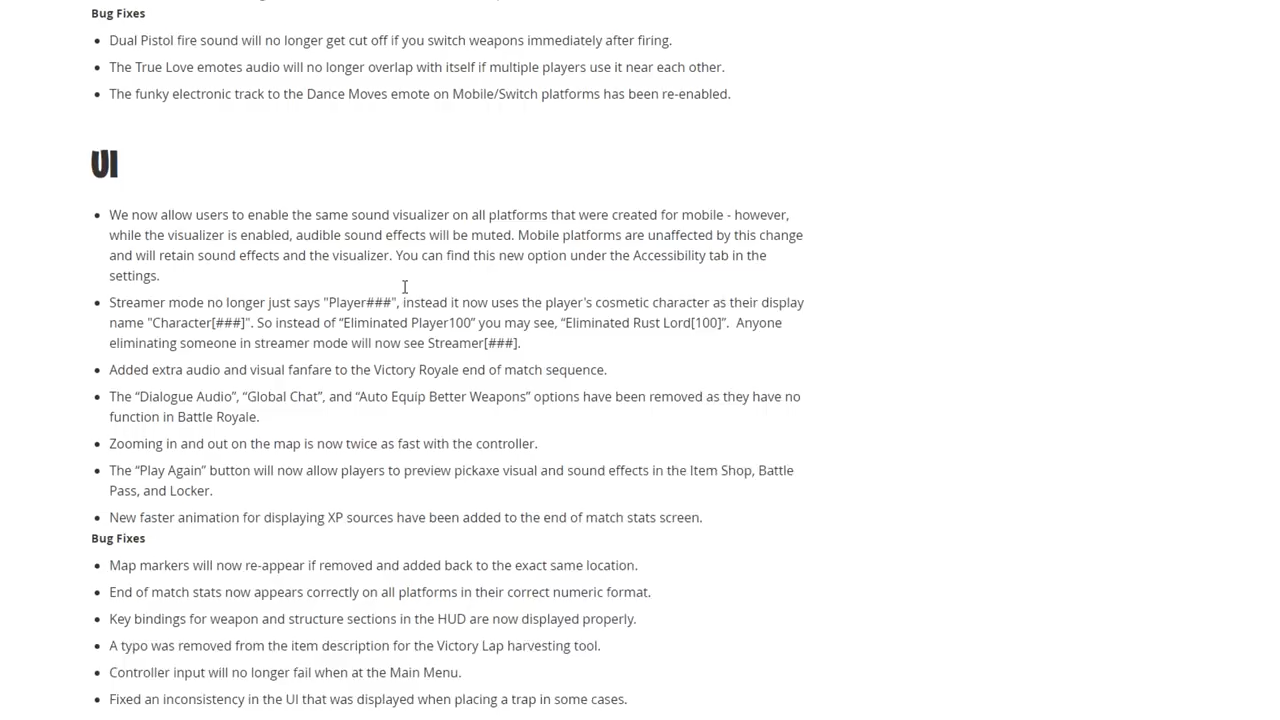 Bug Fixes
Dual Pistol fire sound will no longer get cut off if you switch weapons immediately after firing.
The True Love emotes audio will no longer overlap with itself if multiple players use it near each other.
The funky electronic track to the Dance Moves emote on Mobile/Switch platforms has been re-enabled.
UI
We now allow users to enable the same sound visualizer on all platforms that were created for mobile - however,
while the visualizer is enabled, audible sound effects will be muted. Mobile platforms are unaffected by this change
and will retain sound effects and the visualizer. You can find this new option under the Accessibility tab in the
settings.
Streamer mode no longer just says "Player###", instead it now uses the player's cosmetic character as their display
name "Character[###]". So instead of “Eliminated Player100” you may see, “Eliminated Rust Lord[100]”.  Anyone
eliminating someone in streamer mode will now see Streamer[###].
Added extra audio and visual fanfare to the Victory Royale end of match sequence.
The “Dialogue Audio”, “Global Chat”, and “Auto Equip Better Weapons” options have been removed as they have no
function in Battle Royale.
Zooming in and out on the map is now twice as fast with the controller.
The “Play Again” button will now allow players to preview pickaxe visual and sound effects in the Item Shop, Battle
Pass, and Locker.
New faster animation for displaying XP sources have been added to the end of match stats screen.
Bug Fixes
Map markers will now re-appear if removed and added back to the exact same location.
End of match stats now appears correctly on all platforms in their correct numeric format.
Key bindings for weapon and structure sections in the HUD are now displayed properly.
A typo was removed from the item description for the Victory Lap harvesting tool.
Controller input will no longer fail when at the Main Menu.
Fixed an inconsistency in the UI that was displayed when placing a trap in some cases.